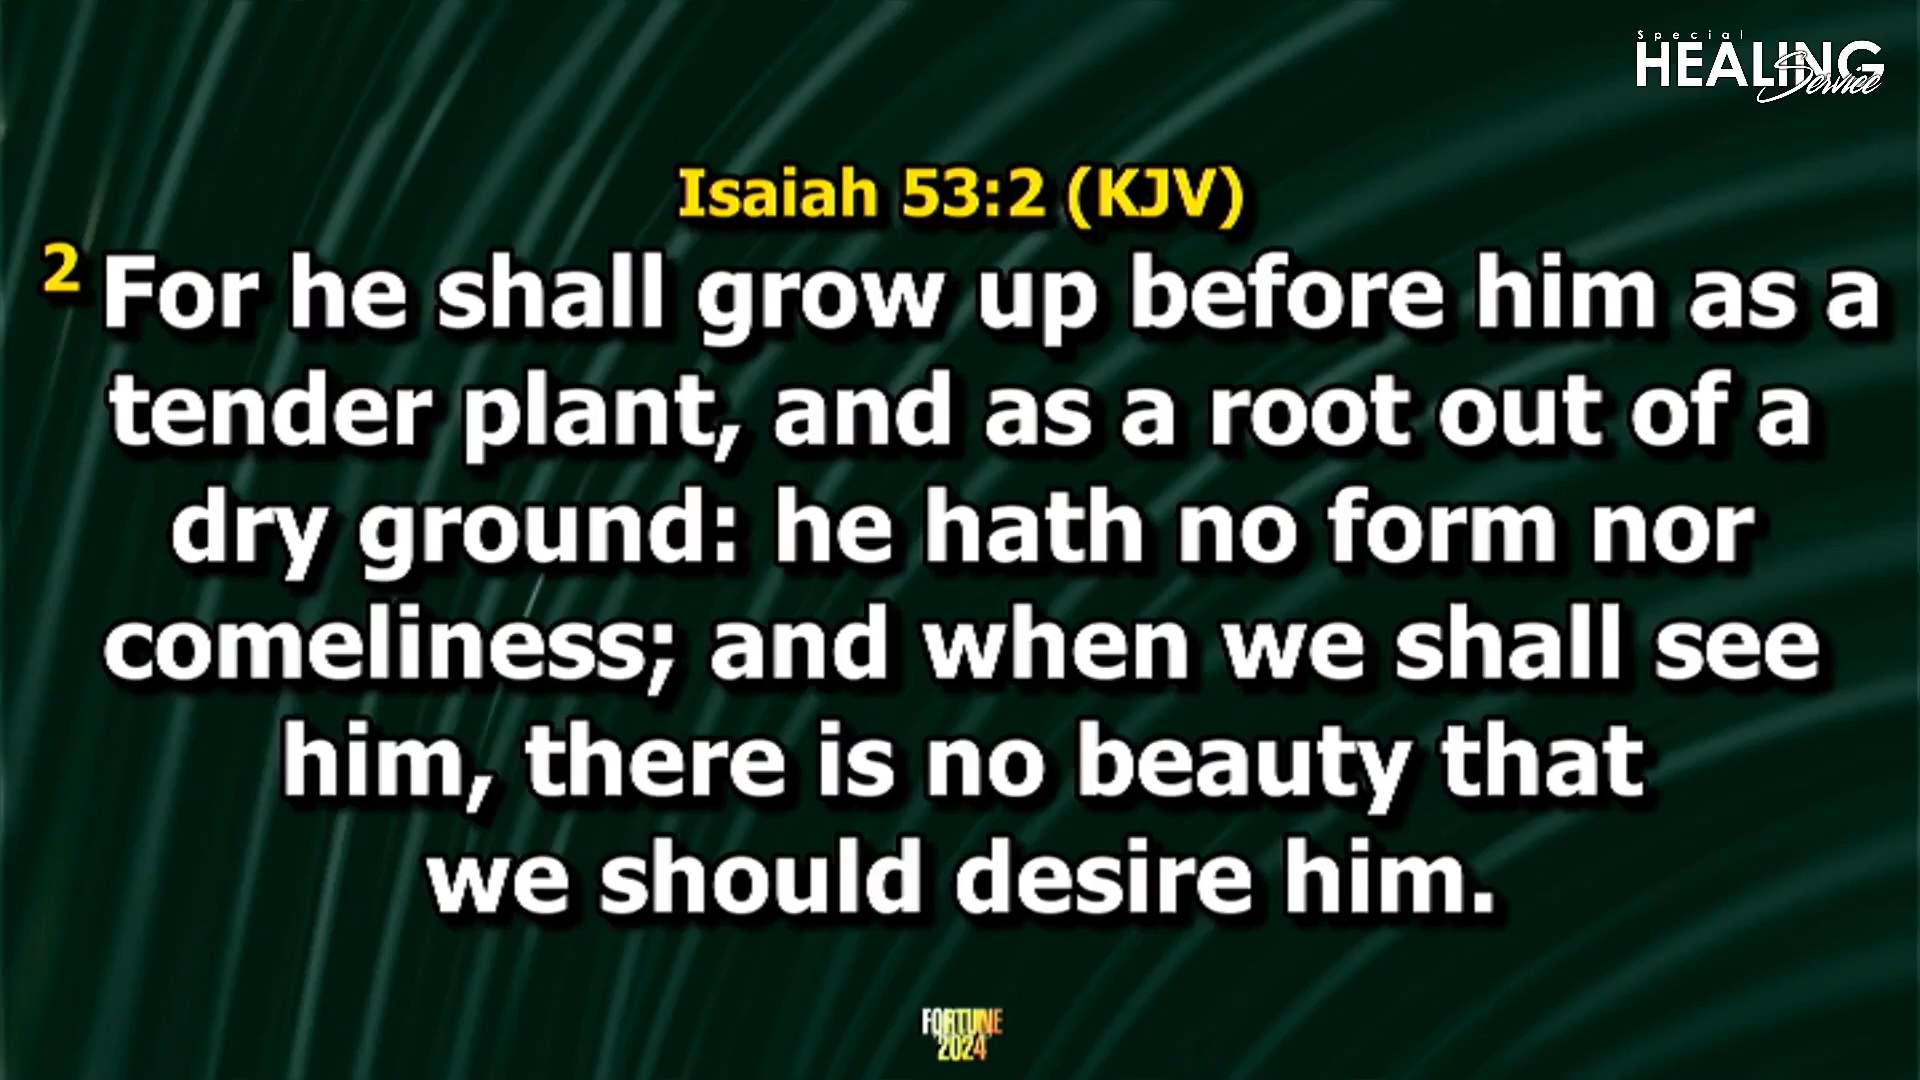 Special
HEALING
Service
Isaiah 53:2 (KJV)
2 For he shall grow up before him as a
tender plant, and as a root out of a
dry ground: he hath no form nor
comeliness; and when we shall see
him, there is no beauty that
we should desire him.
FORTUNE
2024